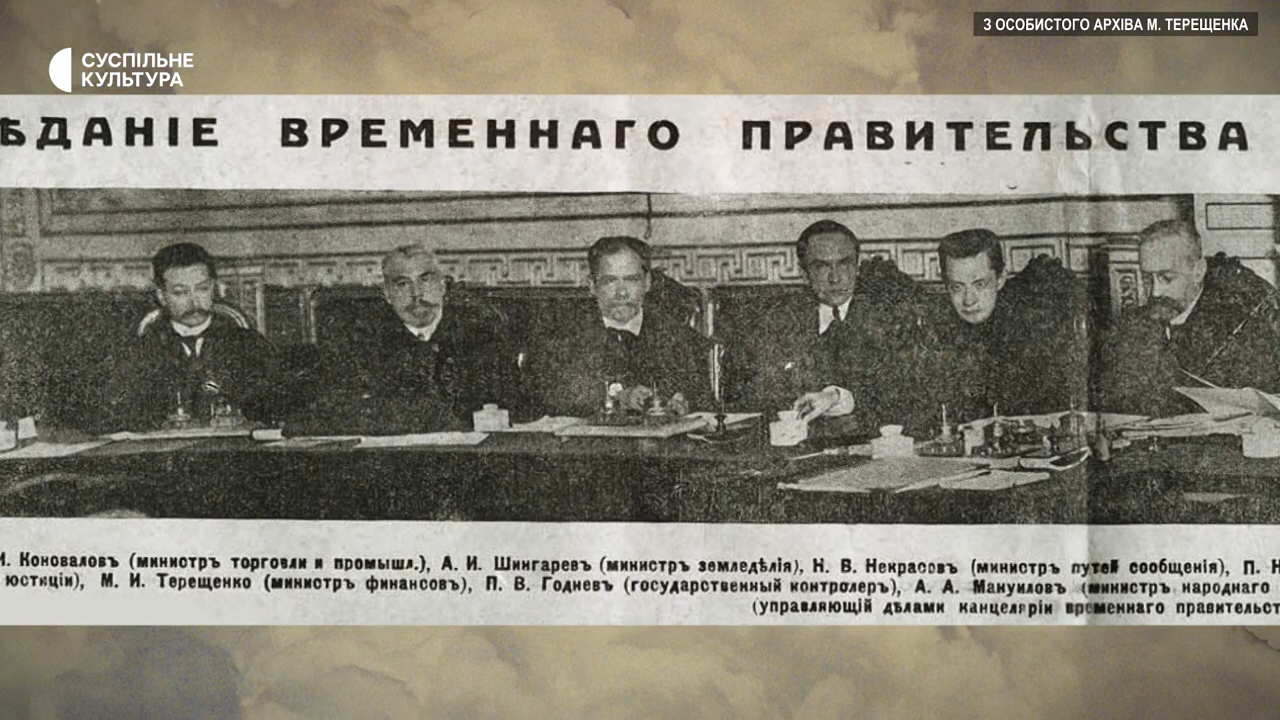 З ОСОБИСТОГО АРХІВА М. ТЕРЕЩЕНКА
СУСПІЛЬНЕ
КУЛЬТУРА
ѢДАНІЕ ВРЕМЕННАГО ПРАВИТЕЛЬСТВА
И. Коноваловъ (министръ торговли и промышл.), А. И. Шингаревъ (министръ земледѣлія), Н. В. Некрасовъ (министръ путей сообщенія), П. Н
юстиціи), М. И. Терещенко (министръ финансовъ), П. В. Годневъ (государственный контролеръ), А. А. Мануиловъ (министръ народнаго
(управляющій дѣлами канцеляріи временнаго правительст